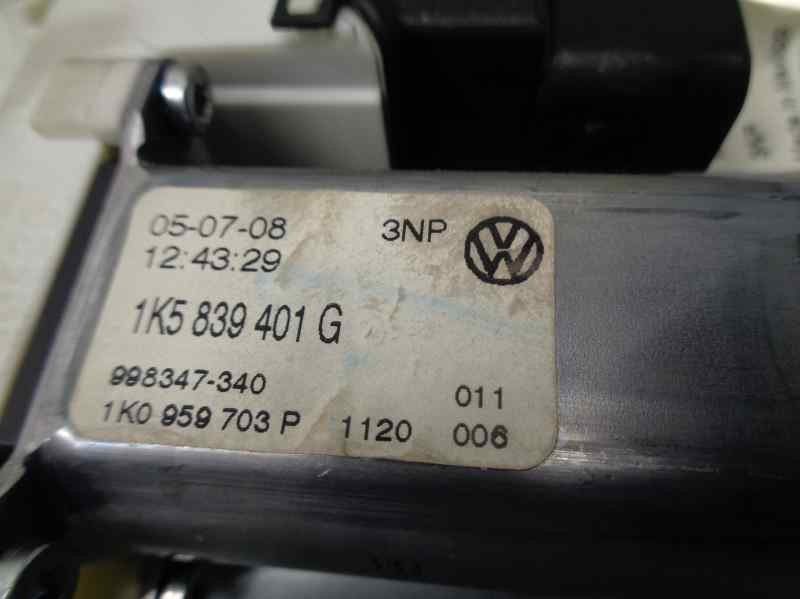 05-07-08 3NP
12:43:29
1K5 839 401 G
998347-340 011
1K0 959 703 P 1120 006